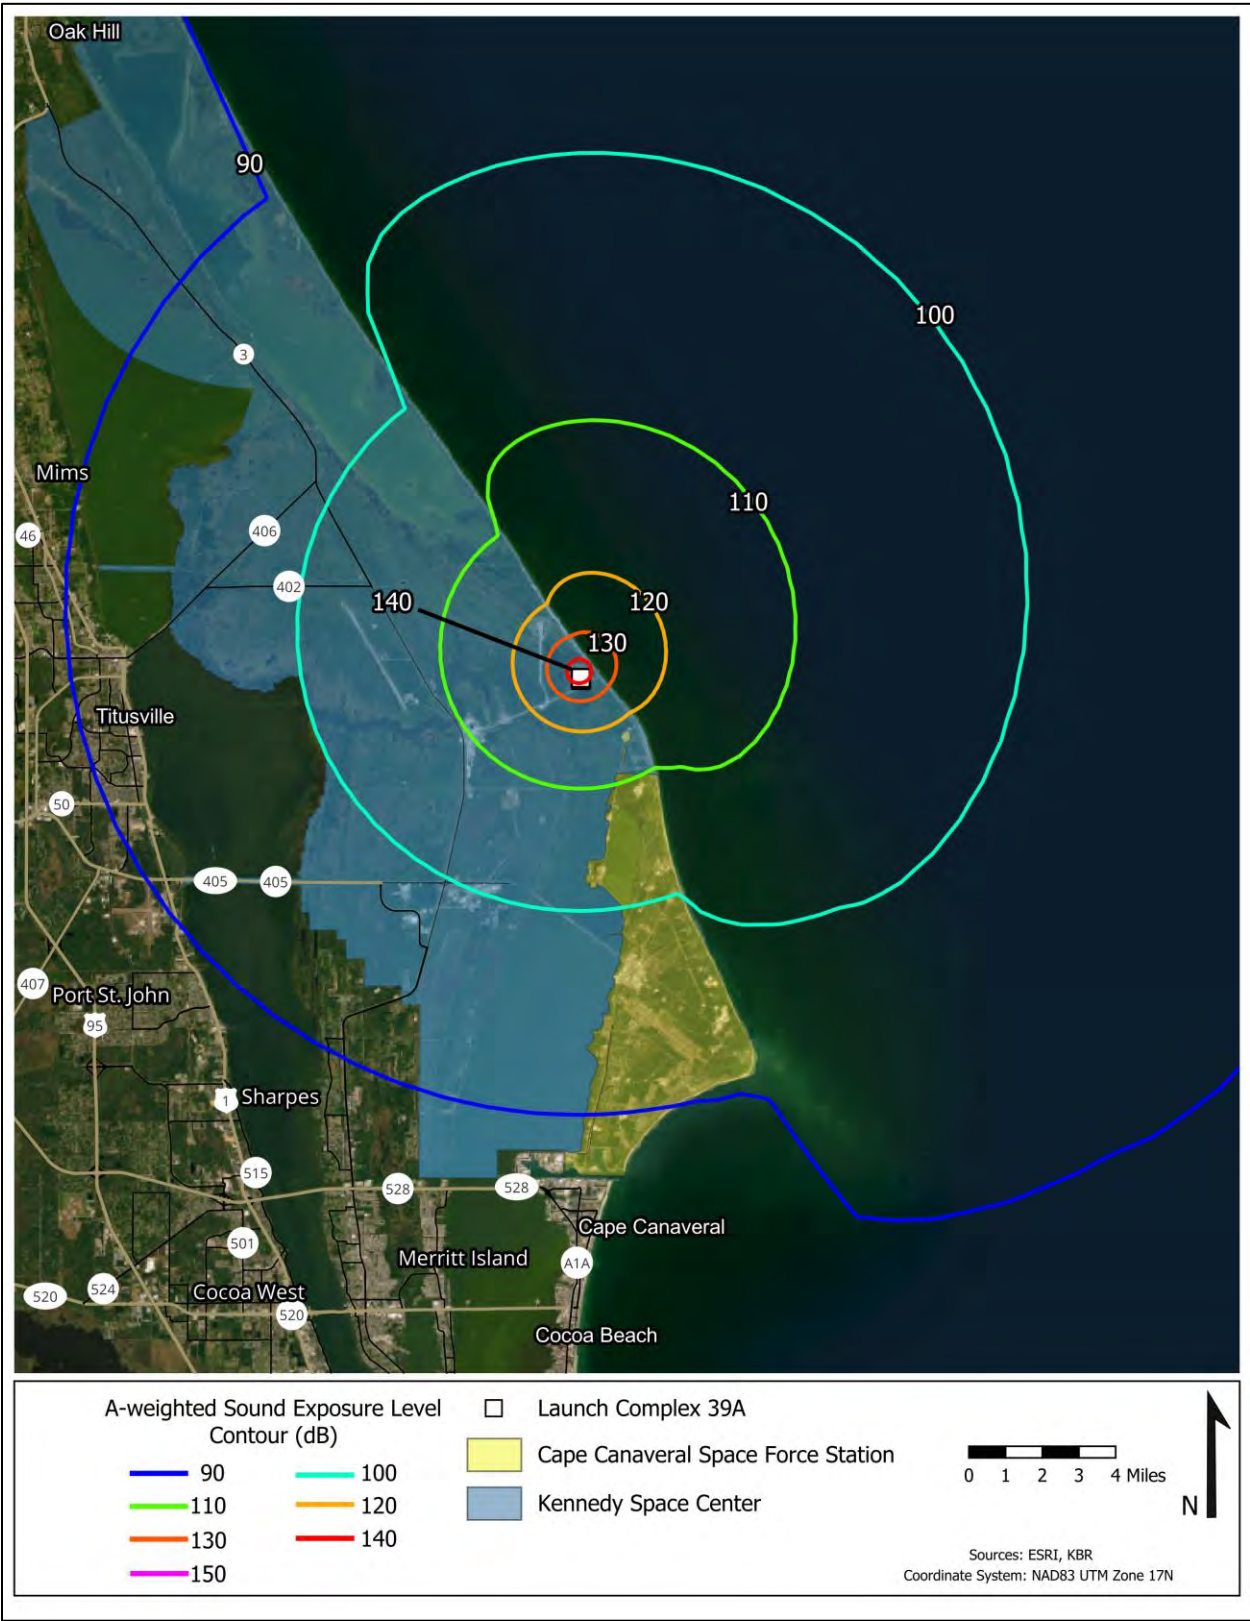 Oak Hill
90
100
3
Mims
110
406
46
402
140
120
130
Titusville
50
405
405
407
Port St. John
95
1
Sharpes
515
528
528
Cape Canaveral
501
Merritt Island
A1A
524
Cocoa West
520
520
Cocoa Beach
A-weighted Sound Exposure Level
Contour (dB)
90
100
110
120
130
140
150
Launch Complex 39A
Cape Canaveral Space Force Station
Kennedy Space Center
0 1 2 3 4 Miles
N
Sources: ESRI, KBR
Coordinate System: NAD83 UTM Zone 17N